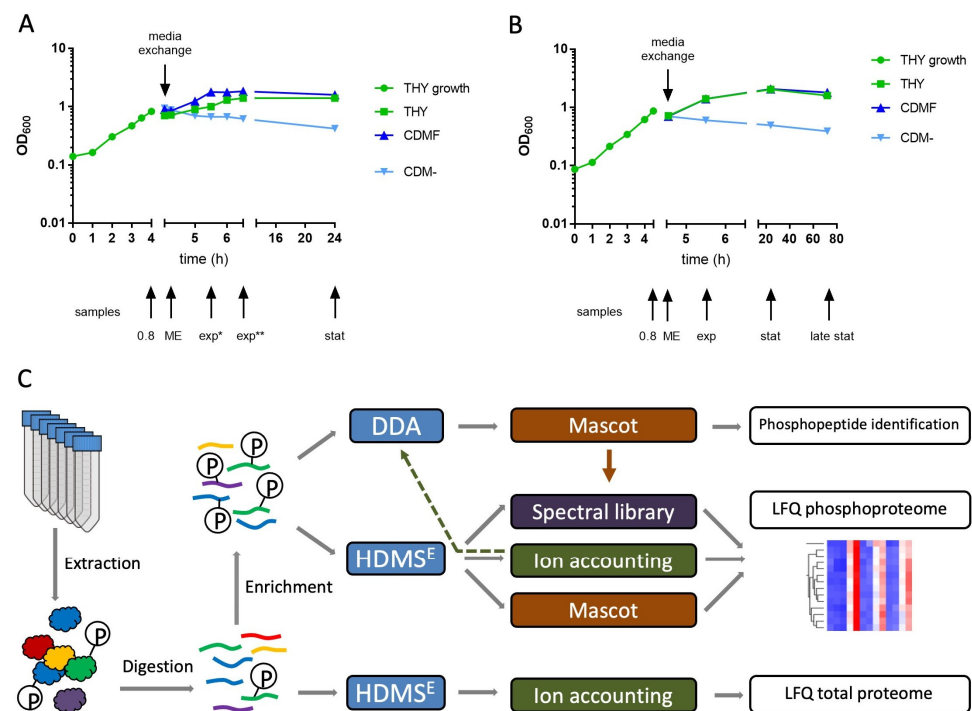 A
media
exchange
10
1
0.1
0.01
OD600
0 1 2 3 4 5 6 16 20 24
time (h)
THY growth
THY
CDMF
CDM-
samples
0.8 ME exp* exp** stat
B
media
exchange
10
1
0.1
0.01
OD600
0 1 2 3 4 5 6 20 40 60 80
time (h)
THY growth
THY
CDMF
CDM-
samples
0.8 ME exp stat late stat
C
Extraction
P
P
Digestion
P
Enrichment
P
P
P
P
DDA
Mascot
Phosphopeptide identification
HDMSᴱ
Spectral library
Ion accounting
Mascot
LFQ phosphoproteome
HDMSᴱ
Ion accounting
LFQ total proteome